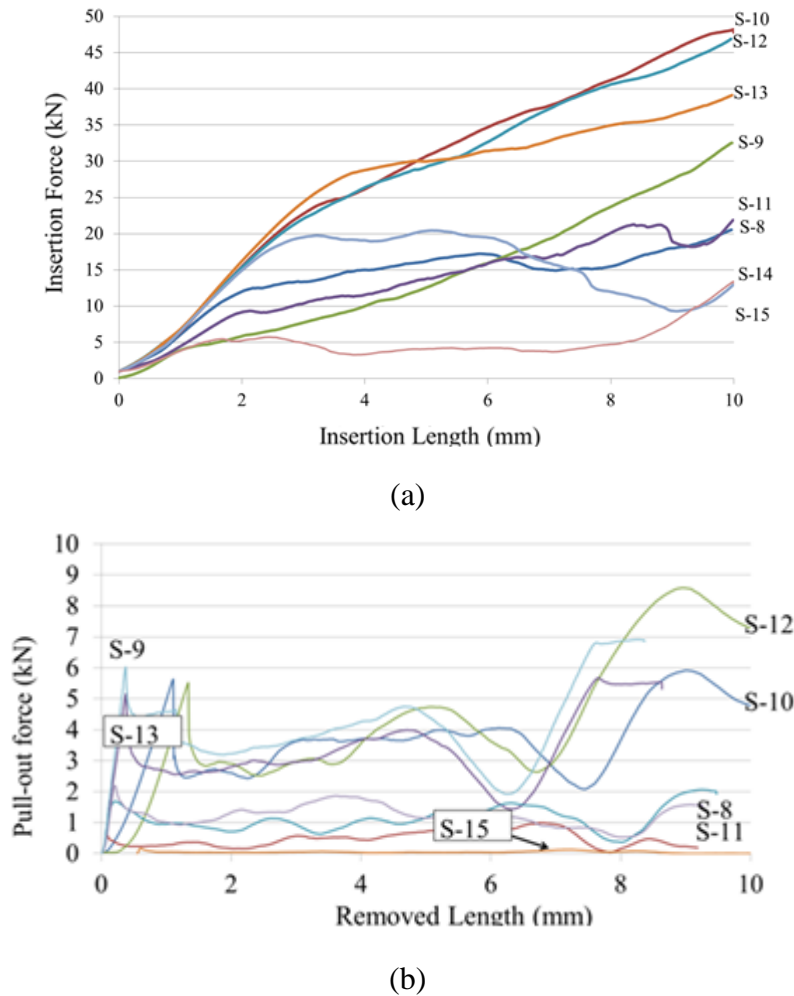 50
45
40
35
30
25
20
15
10
5
0
Insertion Force (kN)
S-10
S-12
S-13
S-9
S-11
S-8
S-14
S-15
0 2 4 6 8 10
Insertion Length (mm)
(a)
10
9
8
7
6
5
4
3
2
1
0
Pull-out force (kN)
S-9
S-13
S-15
S-12
S-10
S-8
S-11
0 2 4 6 8 10
Removed Length (mm)
(b)